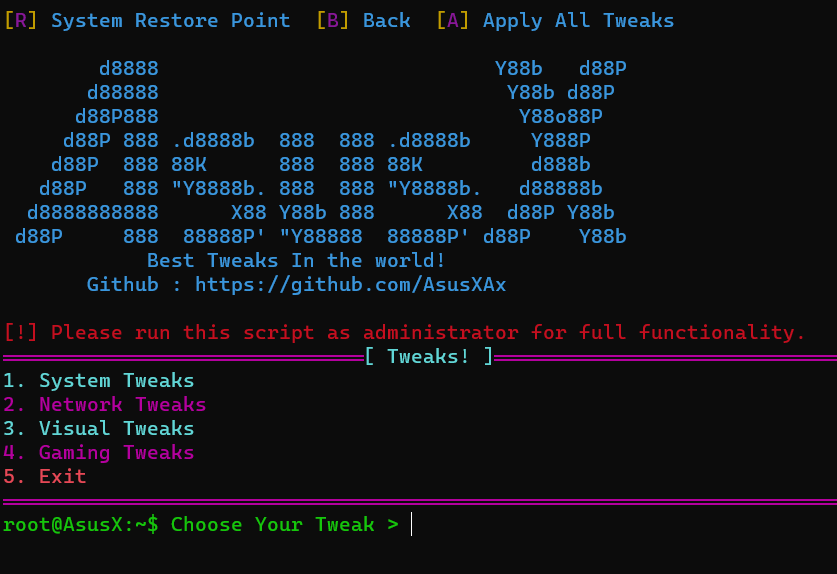 [R] System Restore Point  [B] Back  [A] Apply All Tweaks
        d8888                            Y88b   d88P
       d88888                             Y88b d88P
      d88P888                              Y88o88P
     d88P 888 .d8888b  888  888 .d8888b     Y888P
    d88P  888 88K      888  888 88K         d888b
   d88P   888 "Y8888b. 888  888 "Y8888b.   d88888b
  d8888888888      X88 Y88b 888      X88  d88P Y88b
 d88P     888  88888P' "Y88888  88888P' d88P    Y88b
Best Tweaks In the world!
Github : https://github.com/AsusXAx
[!] Please run this script as administrator for full functionality.
[ Tweaks! ]
1. System Tweaks
2. Network Tweaks
3. Visual Tweaks
4. Gaming Tweaks
5. Exit
root@AsusX:~$ Choose Your Tweak >